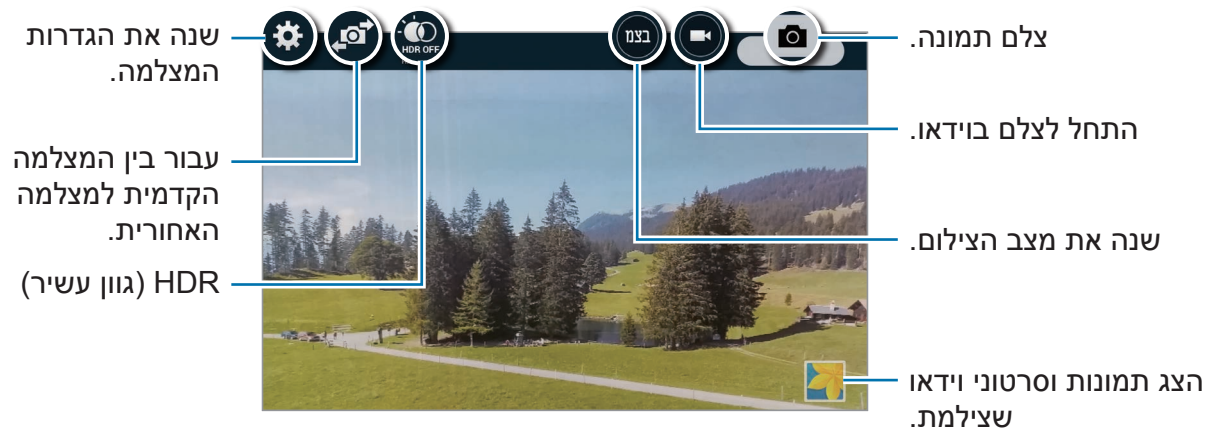 שנה את הגדרות
המצלמה.
עבור בין המצלמה
הקדמית למצלמה
האחורית.
HDR (גוון עשיר)
HDR OFF
בצמ
צלם תמונה.
התחל לצלם בוידאו.
שנה את מצב הצילום.
הצג תמונות וסרטוני וידאו
שצילמת.